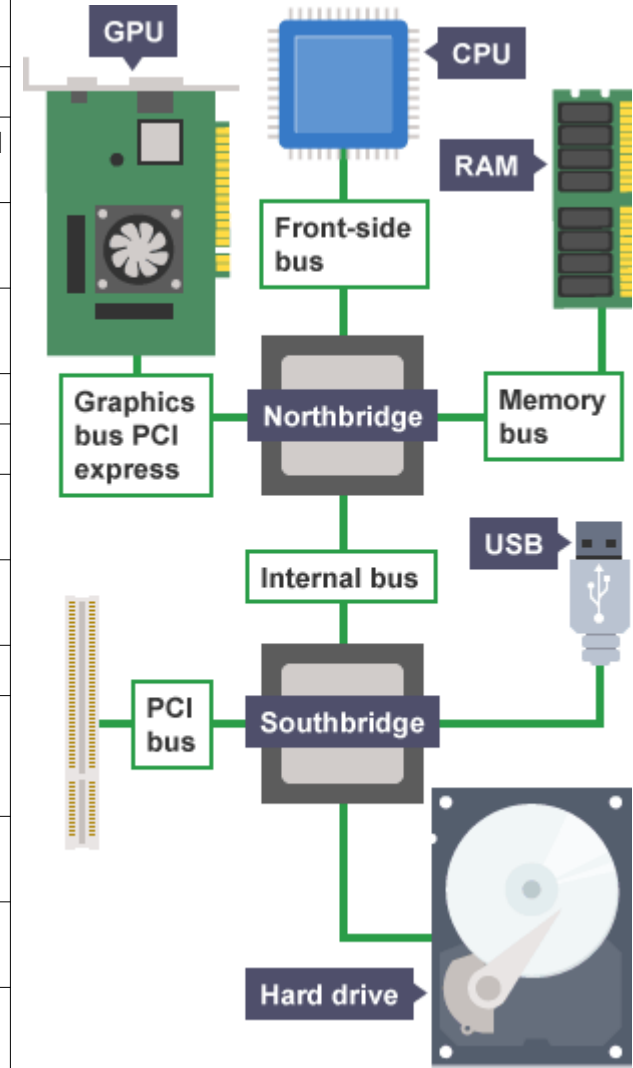 GPU
CPU
RAM
Front-side
bus
Graphics
bus PCI
express
Northbridge
Memory
bus
USB
Internal bus
PCI
bus
Southbridge
Hard drive